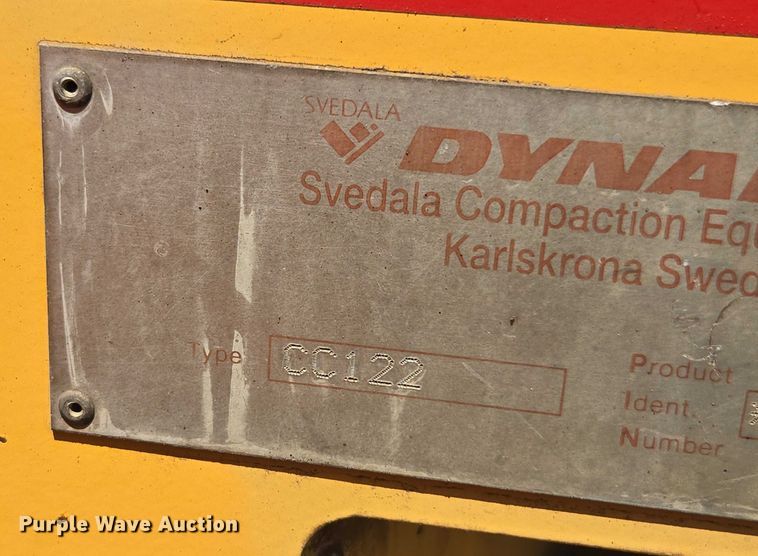 SVEDALA
DYNA
Svedala Compaction Equ
Karlskrona Swed
Type CC122
Product
Ident.
Number
Purple Wave Auction